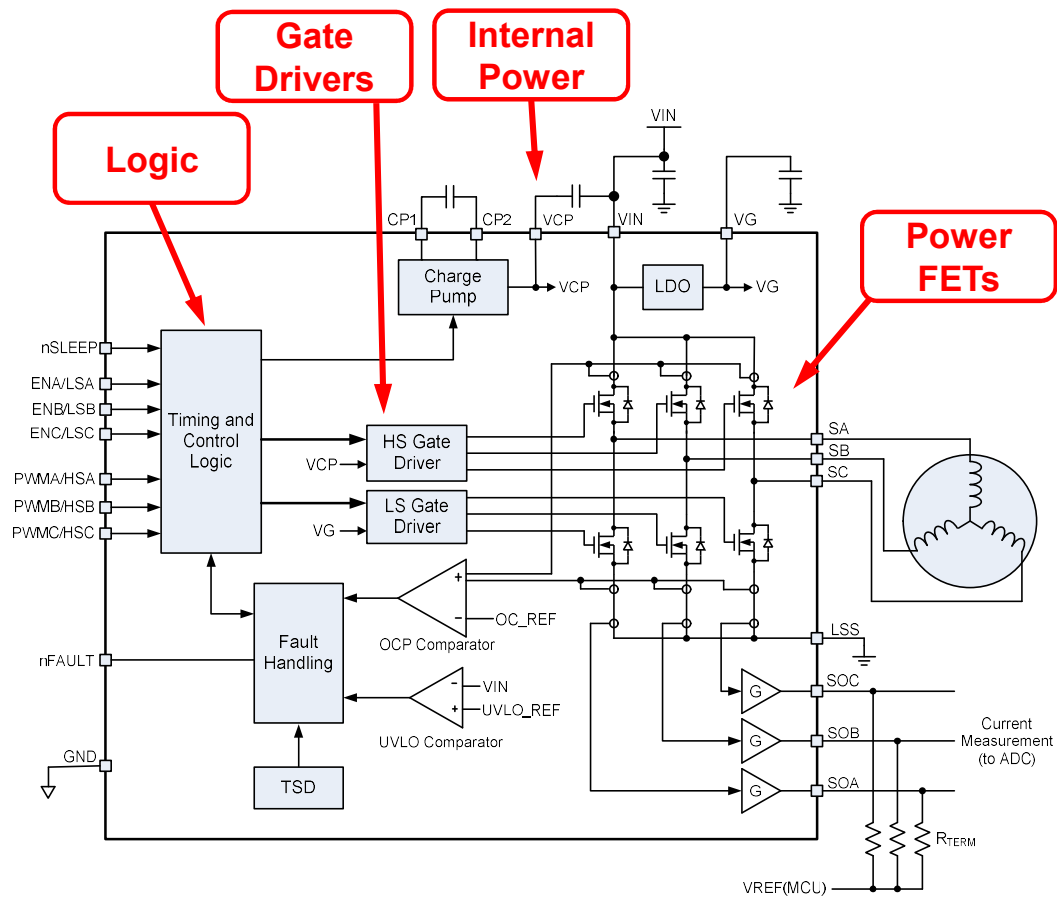 Gate
Drivers
Internal
Power
Logic
Power
FETs
VIN
CP1
CP2
VCP
VIN
VG
Charge
Pump
VCP
LDO
VG
nSLEEP
ENA/LSA
ENB/LSB
ENC/LSC
PWMA/HSA
PWMB/HSB
PWMC/HSC
Timing and
Control
Logic
HS Gate
Driver
VCP
LS Gate
Driver
VG
SA
SB
SC
+
−
OC_REF
OCP Comparator
LSS
Fault
Handling
nFAULT
−
+
VIN
UVLO_REF
UVLO Comparator
GND
TSD
G
SOC
G
SOB
G
SOA
Current
Measurement
(to ADC)
RTERM
VREF(MCU)